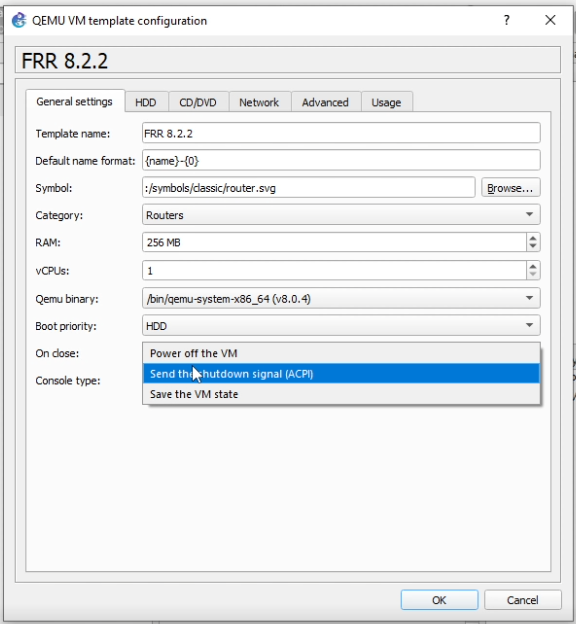 QEMU VM template configuration
?
FRR 8.2.2
General settings HDD CD/DVD Network Advanced Usage
Template name: FRR 8.2.2
Default name format: {name}-{0}
Symbol: :/symbols/classic/router.svg Browse...
Category: Routers
RAM: 256 MB
vCPUs: 1
Qemu binary: /bin/qemu-system-x86_64 (v8.0.4)
Boot priority: HDD
On close: Power off the VM
Send the shutdown signal (ACPI)
Console type:
Save the VM state
OK Cancel